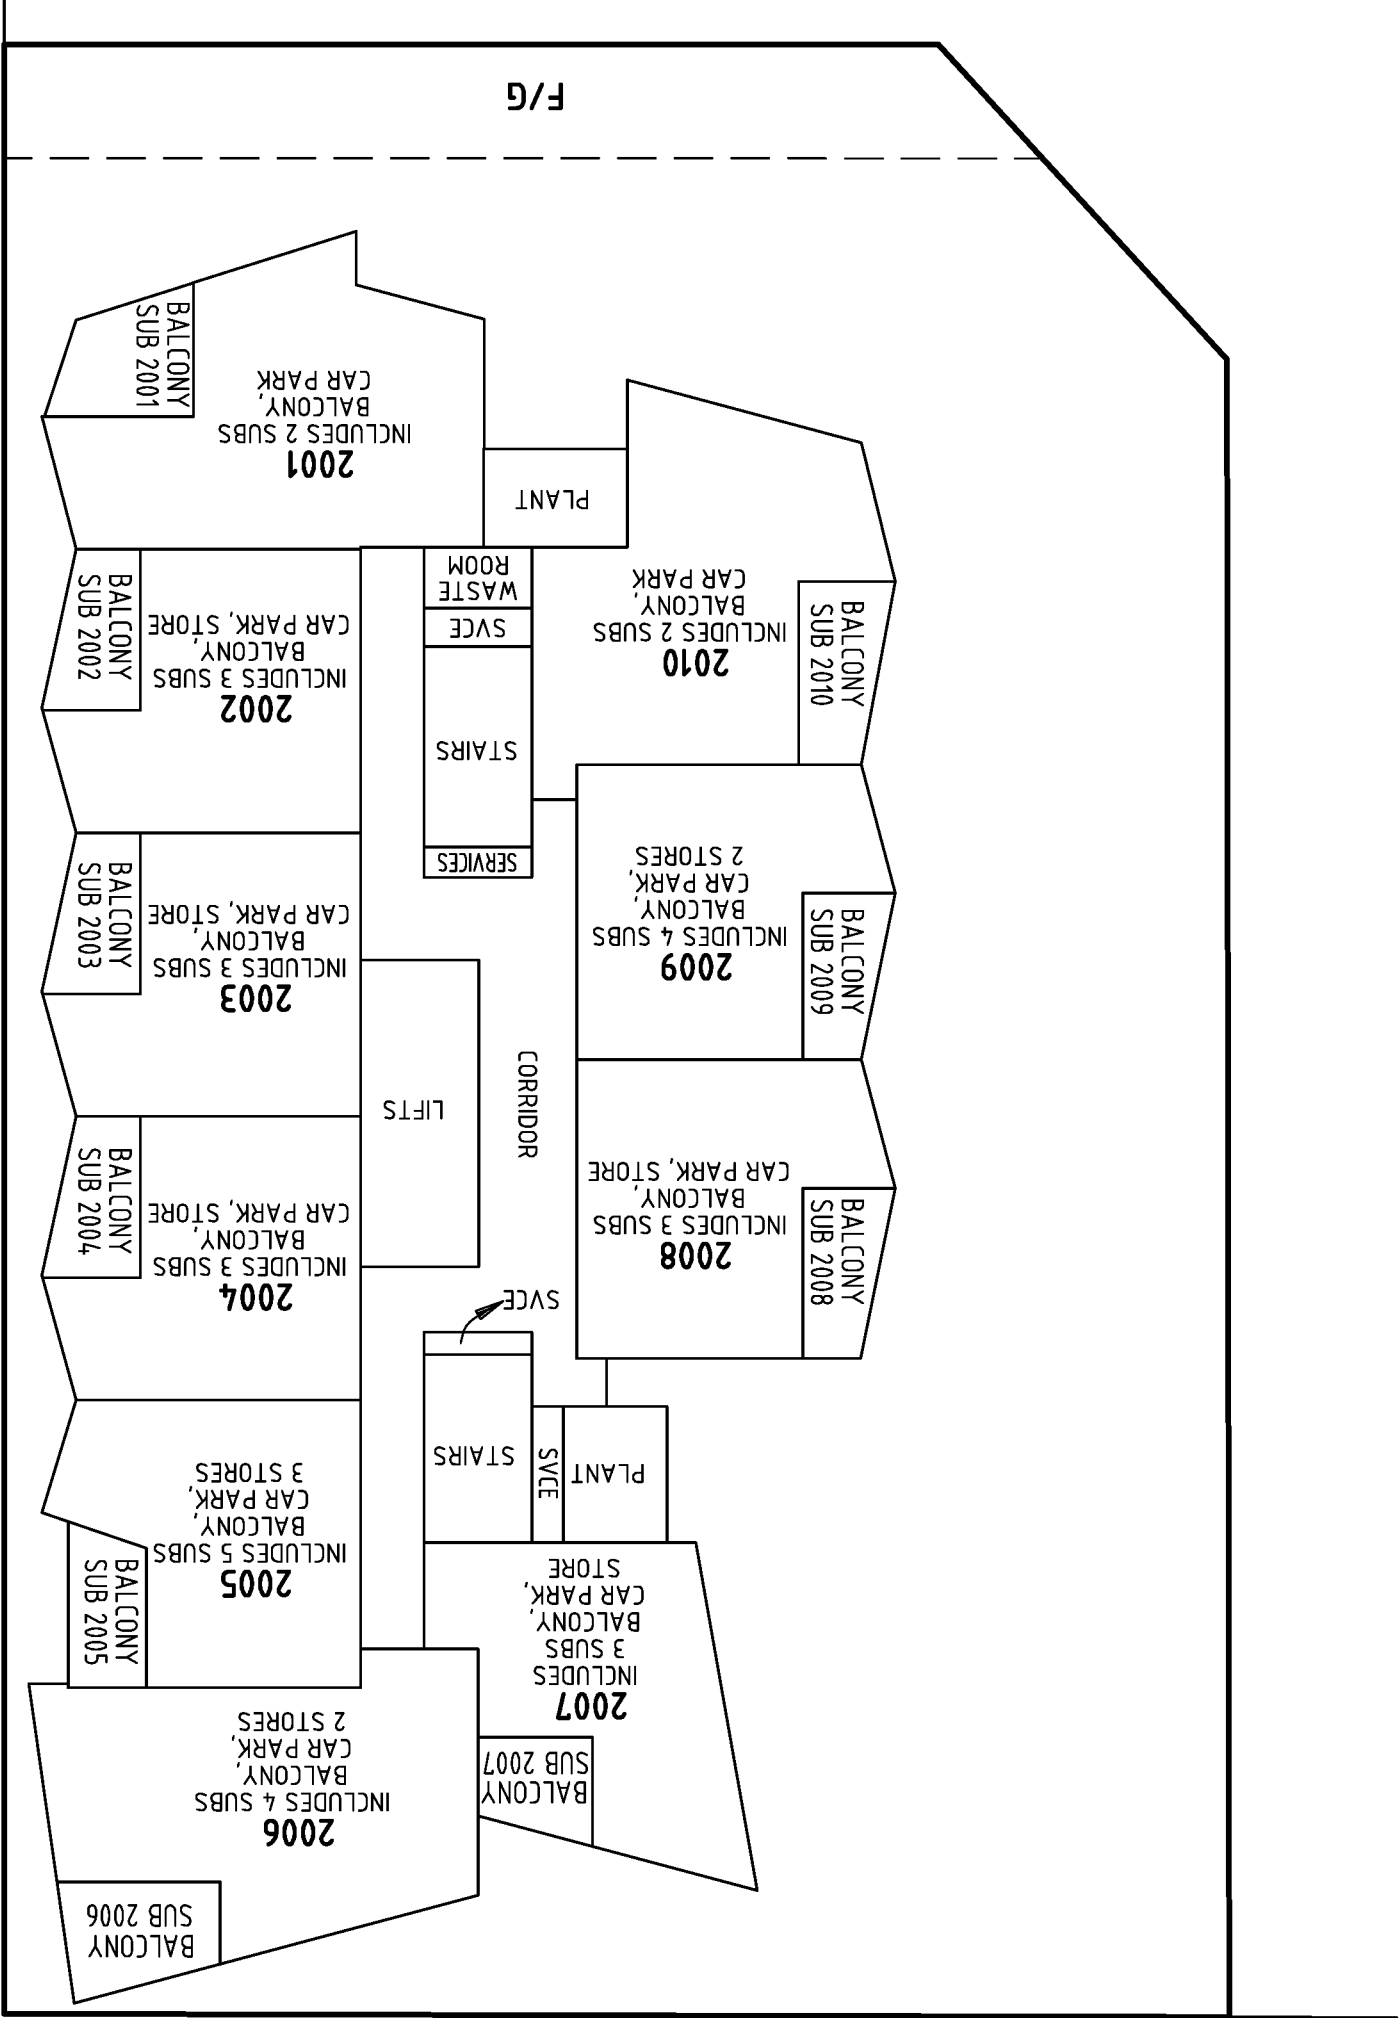 BALCONY
SUB 2006
2006
INCLUDES 4 SUBS
BALCONY,
CAR PARK,
2 STORES
BALCONY
SUB 2007
2007
INCLUDES
3 SUBS
BALCONY,
CAR PARK,
STORE
BALCONY
SUB 2005
2005
INCLUDES 5 SUBS
BALCONY,
CAR PARK,
3 STORES
PLANT
SVCE
STAIRS
SVCE
BALCONY
SUB 2008
2008
INCLUDES 3 SUBS
BALCONY,
CAR PARK, STORE
2004
INCLUDES 3 SUBS
BALCONY,
CAR PARK, STORE
BALCONY
SUB 2004
CORRIDOR
LIFTS
BALCONY
SUB 2009
2009
INCLUDES 4 SUBS
BALCONY,
CAR PARK,
2 STORES
2003
INCLUDES 3 SUBS
BALCONY,
CAR PARK, STORE
BALCONY
SUB 2003
SERVICES
STAIRS
SVCE
WASTE
ROOM
BALCONY
SUB 2010
2010
INCLUDES 2 SUBS
BALCONY,
CAR PARK
2002
INCLUDES 3 SUBS
BALCONY,
CAR PARK, STORE
BALCONY
SUB 2002
PLANT
2001
INCLUDES 2 SUBS
BALCONY,
CAR PARK
BALCONY
SUB 2001
F/G